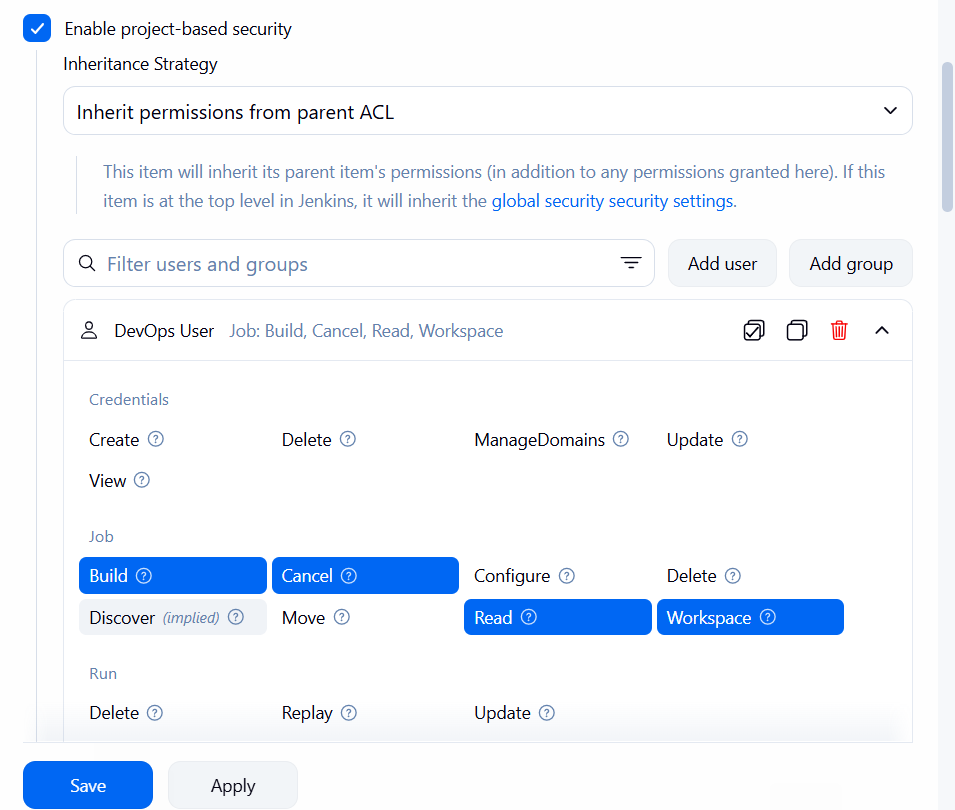 Enable project-based security
Inheritance Strategy
Inherit permissions from parent ACL
This item will inherit its parent item's permissions (in addition to any permissions granted here). If this
item is at the top level in Jenkins, it will inherit the global security security settings.
Filter users and groups Add user Add group
DevOps User Job: Build, Cancel, Read, Workspace
Credentials
Create ? Delete ? ManageDomains ? Update ?
View ?
Job
Build ? Cancel ? Configure ? Delete ?
Discover (implied) ? Move ? Read ? Workspace ?
Run
Delete ? Replay ? Update ?
Save Apply